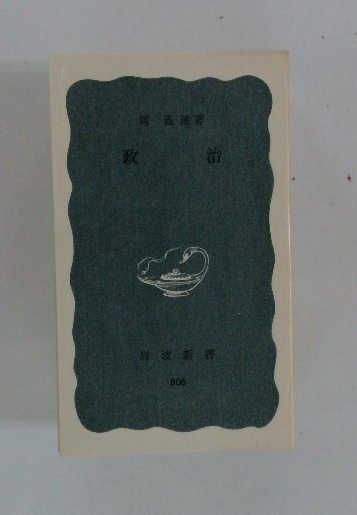 岡 義達著
政 治
岩波新書
806